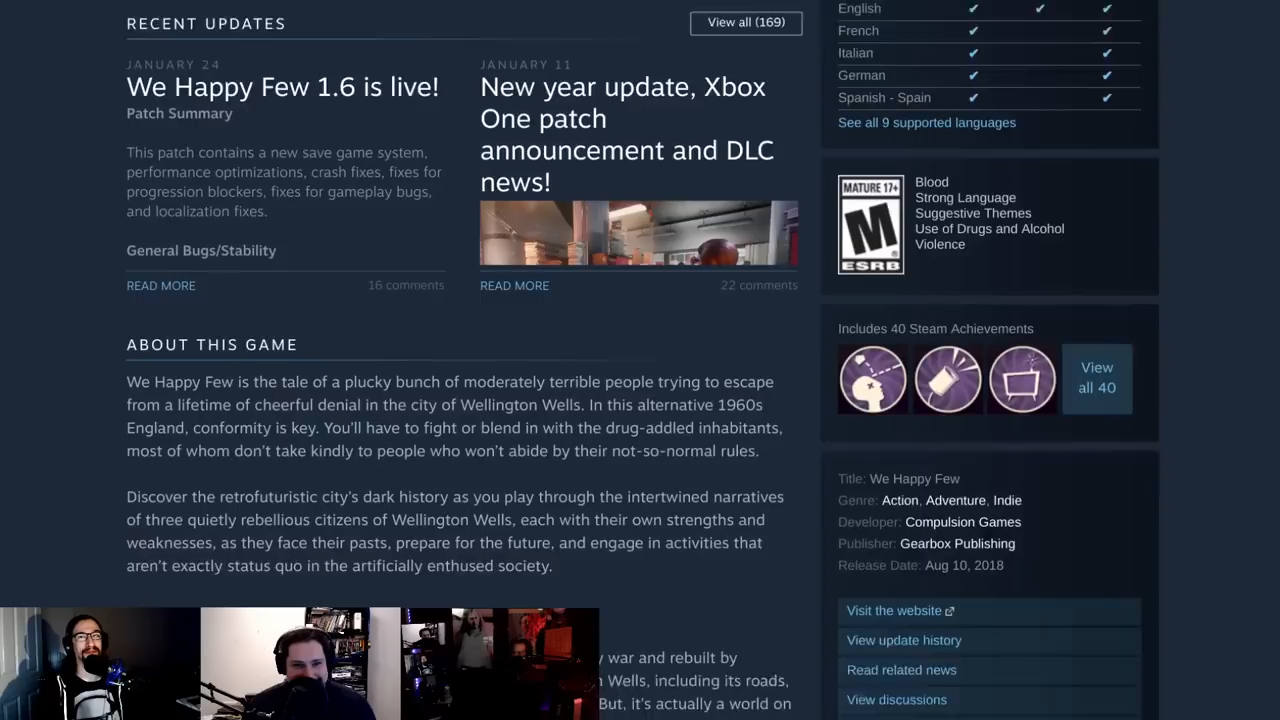 RECENT UPDATES
View all (169)
JANUARY 24
We Happy Few 1.6 is live!
Patch Summary
This patch contains a new save game system,
performance optimizations, crash fixes, fixes for
progression blockers, fixes for gameplay bugs,
and localization fixes.
General Bugs/Stability
READ MORE
16 comments
JANUARY 11
New year update, Xbox
One patch
announcement and DLC
news!
READ MORE
22 comments
ABOUT THIS GAME
We Happy Few is the tale of a plucky bunch of moderately terrible people trying to escape
from a lifetime of cheerful denial in the city of Wellington Wells. In this alternative 1960s
England, conformity is key. You'll have to fight or blend in with the drug-addled inhabitants,
most of whom don't take kindly to people who won't abide by their not-so-normal rules.
Discover the retrofuturistic city's dark history as you play through the intertwined narratives
of three quietly rebellious citizens of Wellington Wells, each with their own strengths and
weaknesses, as they face their pasts, prepare for the future, and engage in activities that
aren't exactly status quo in the artificially enthused society.
war and rebuilt by
Wells, including its roads,
But, it's actually a world on
English ✔ ✔ ✔
French ✔ ✔
Italian ✔ ✔
German ✔ ✔
Spanish - Spain ✔ ✔
See all 9 supported languages
MATURE 17+
M
ESRB
Blood
Strong Language
Suggestive Themes
Use of Drugs and Alcohol
Violence
Includes 40 Steam Achievements
View
all 40
Title: We Happy Few
Genre: Action, Adventure, Indie
Developer: Compulsion Games
Publisher: Gearbox Publishing
Release Date: Aug 10, 2018
Visit the website
View update history
Read related news
View discussions